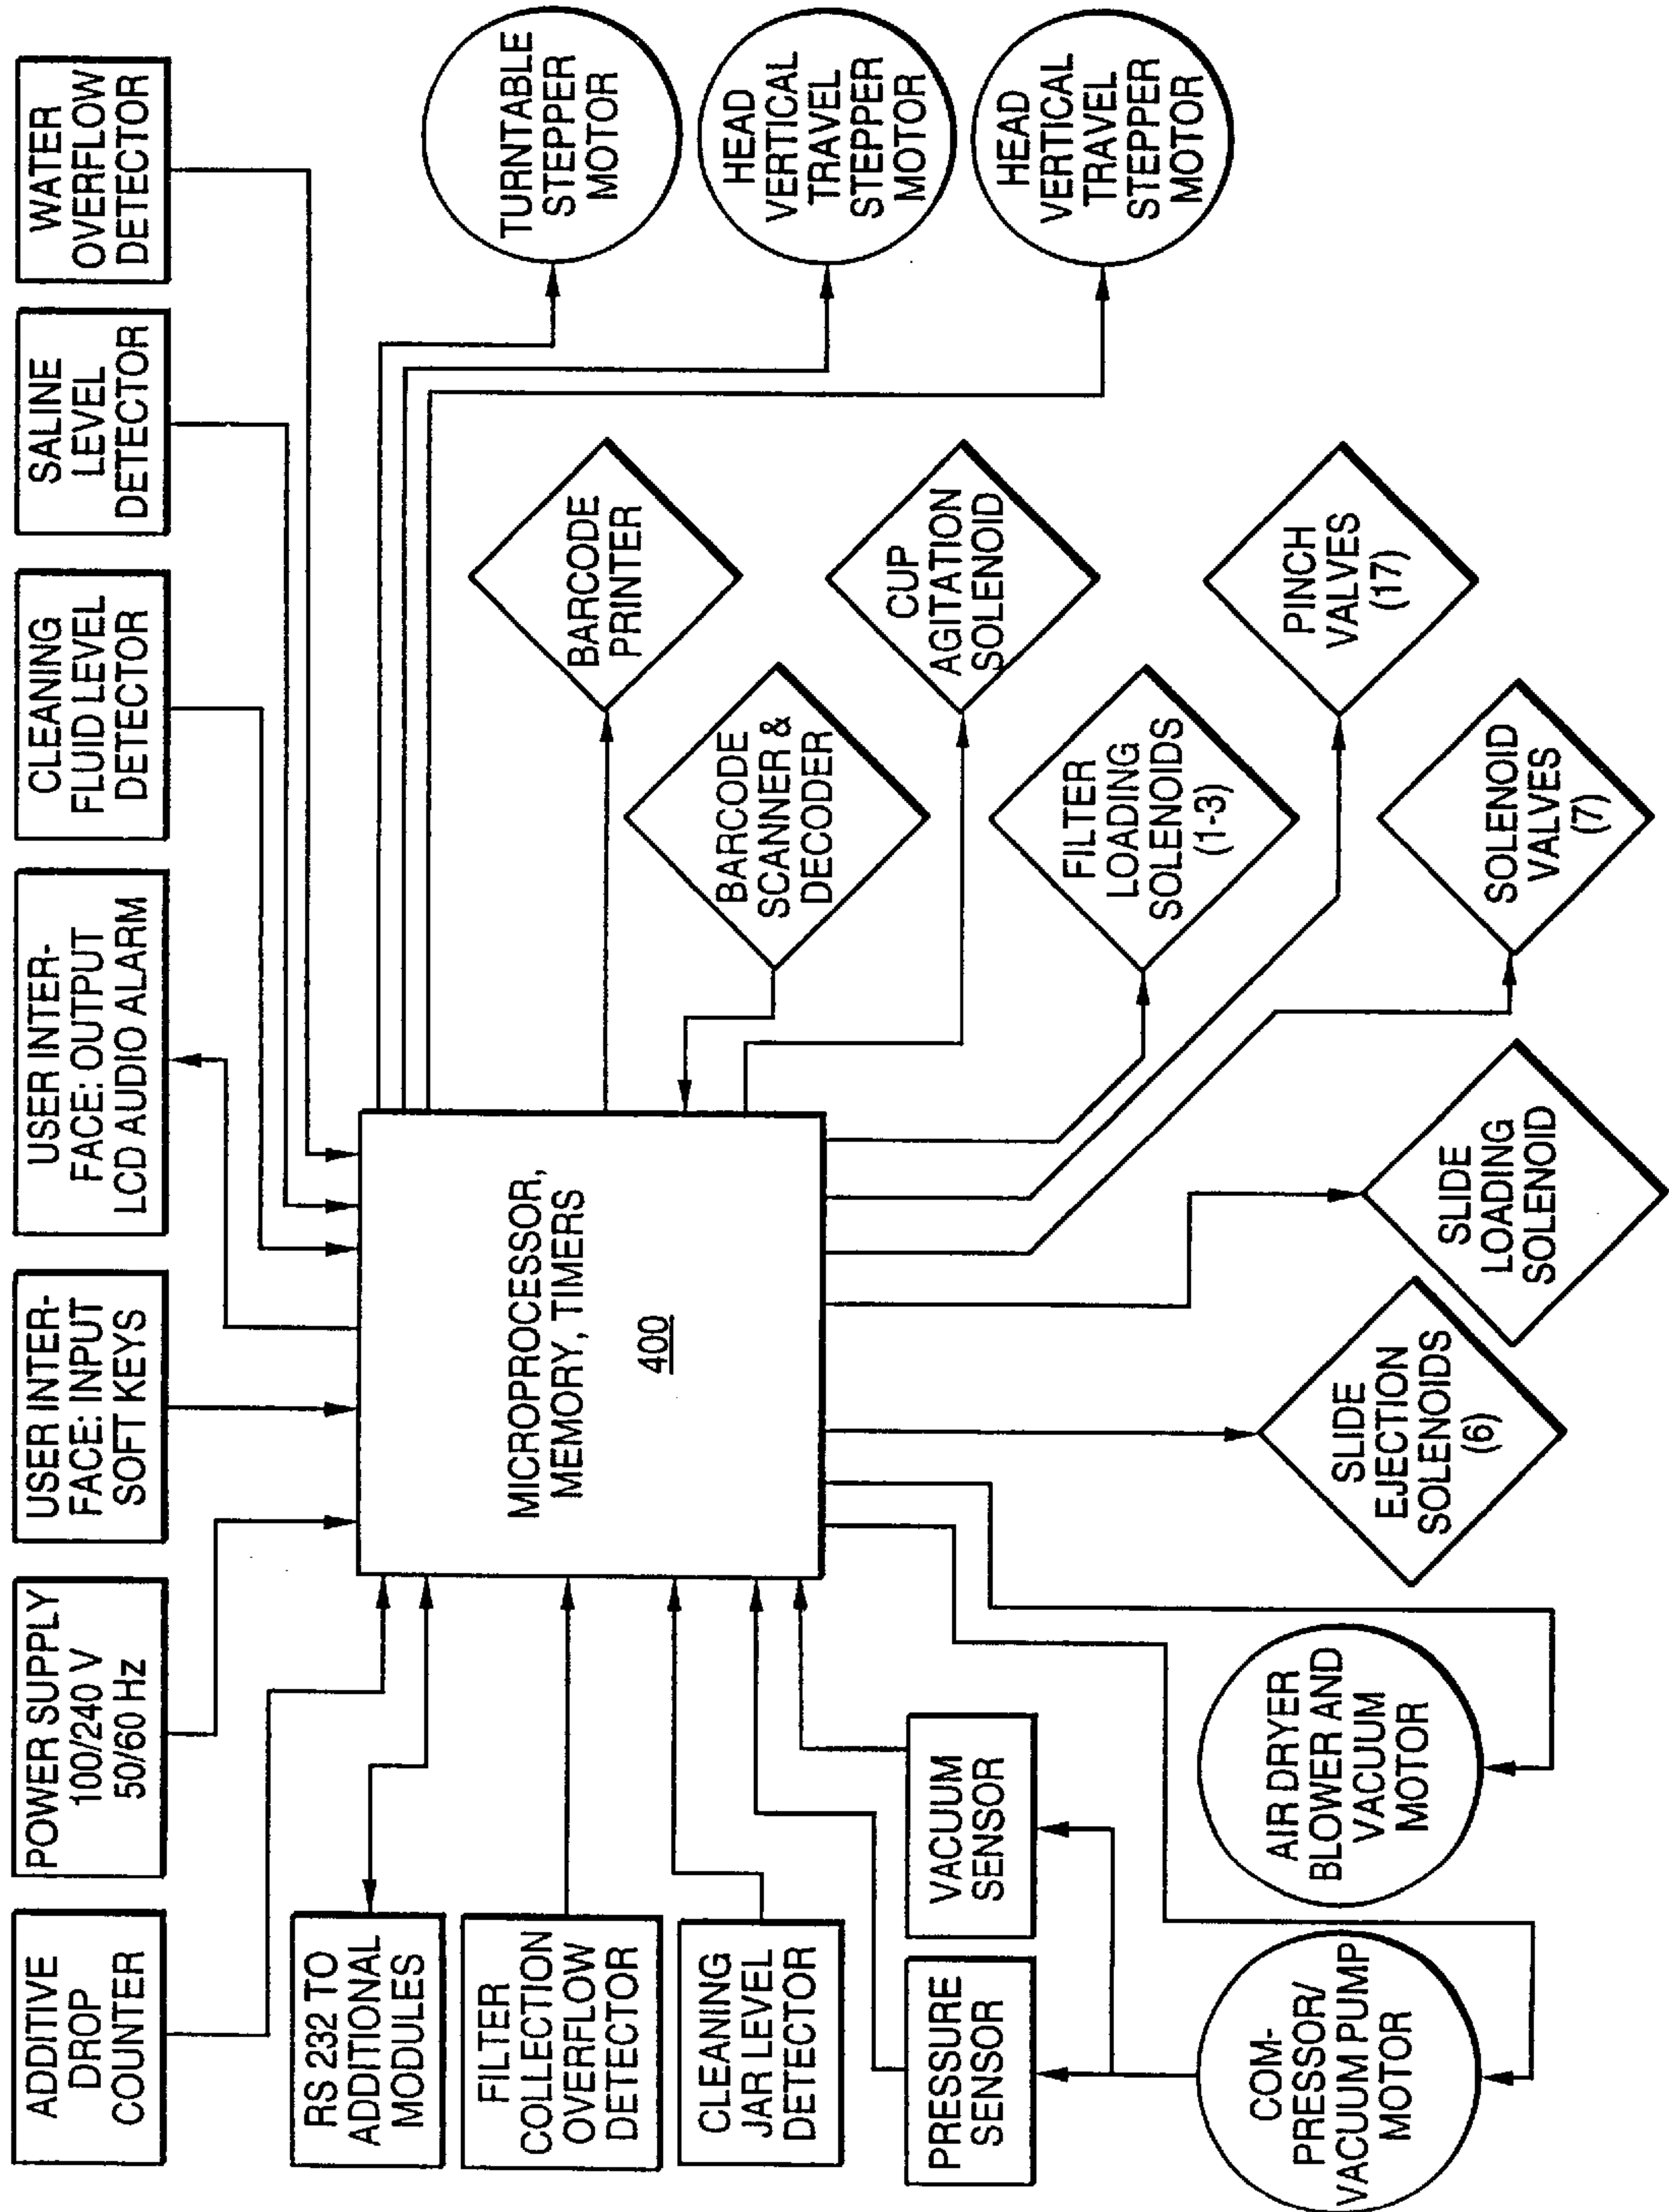 ADDITIVE
DROP
COUNTER
POWER SUPPLY
100/240 V
50/60 Hz
USER INTER-
FACE: INPUT
SOFT KEYS
USER INTER-
FACE: OUTPUT
LCD AUDIO ALARM
CLEANING
FLUID LEVEL
DETECTOR
SALINE
LEVEL
DETECTOR
WATER
OVERFLOW
DETECTOR
RS 232 TO
ADDITIONAL
MODULES
FILTER
COLLECTION
OVERFLOW
DETECTOR
CLEANING
JAR LEVEL
DETECTOR
PRESSURE
SENSOR
VACUUM
SENSOR
COM-
PRESSOR/
VACUUM PUMP
MOTOR
AIR DRYER
BLOWER AND
VACUUM
MOTOR
MICROPROCESSOR,
MEMORY, TIMERS
400
SLIDE
EJECTION
SOLENOIDS
(6)
SLIDE
LOADING
SOLENOID
SOLENOID
VALVES
(7)
PINCH
VALVES
(17)
FILTER
LOADING
SOLENOIDS
(1-3)
CUP
AGITATION
SOLENOID
BARCODE
SCANNER &
DECODER
BARCODE
PRINTER
TURNTABLE
STEPPER
MOTOR
HEAD
VERTICAL
TRAVEL
STEPPER
MOTOR
HEAD
VERTICAL
TRAVEL
STEPPER
MOTOR